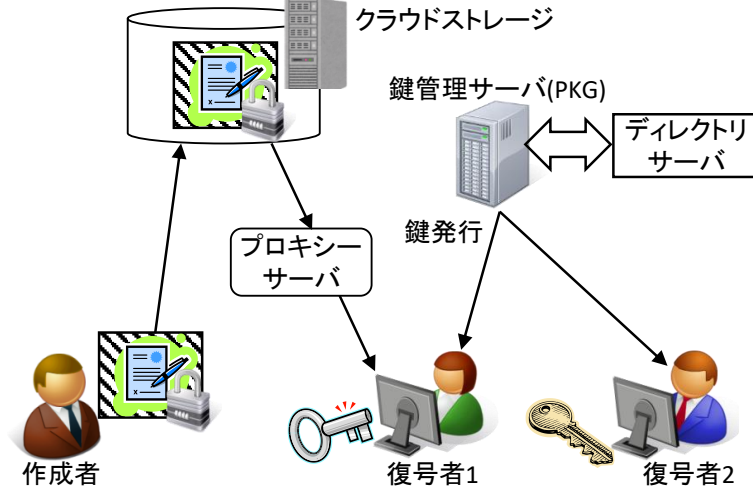 クラウドストレージ
鍵管理サーバ(PKG)
ディレクトリ
サーバ
鍵発行
プロキシー
サーバ
作成者
復号者1
復号者2